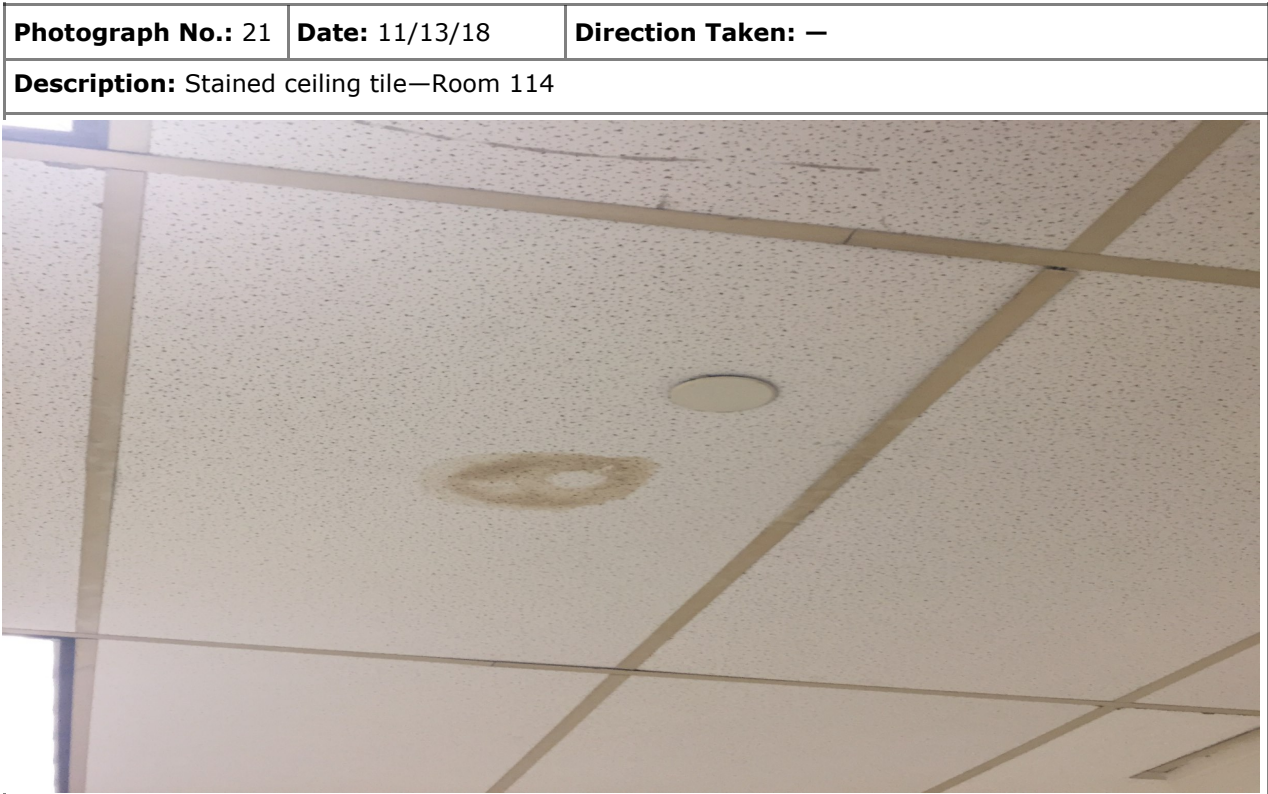 Photograph No.: 21 Date: 11/13/18 Direction Taken: —
Description: Stained ceiling tile—Room 114